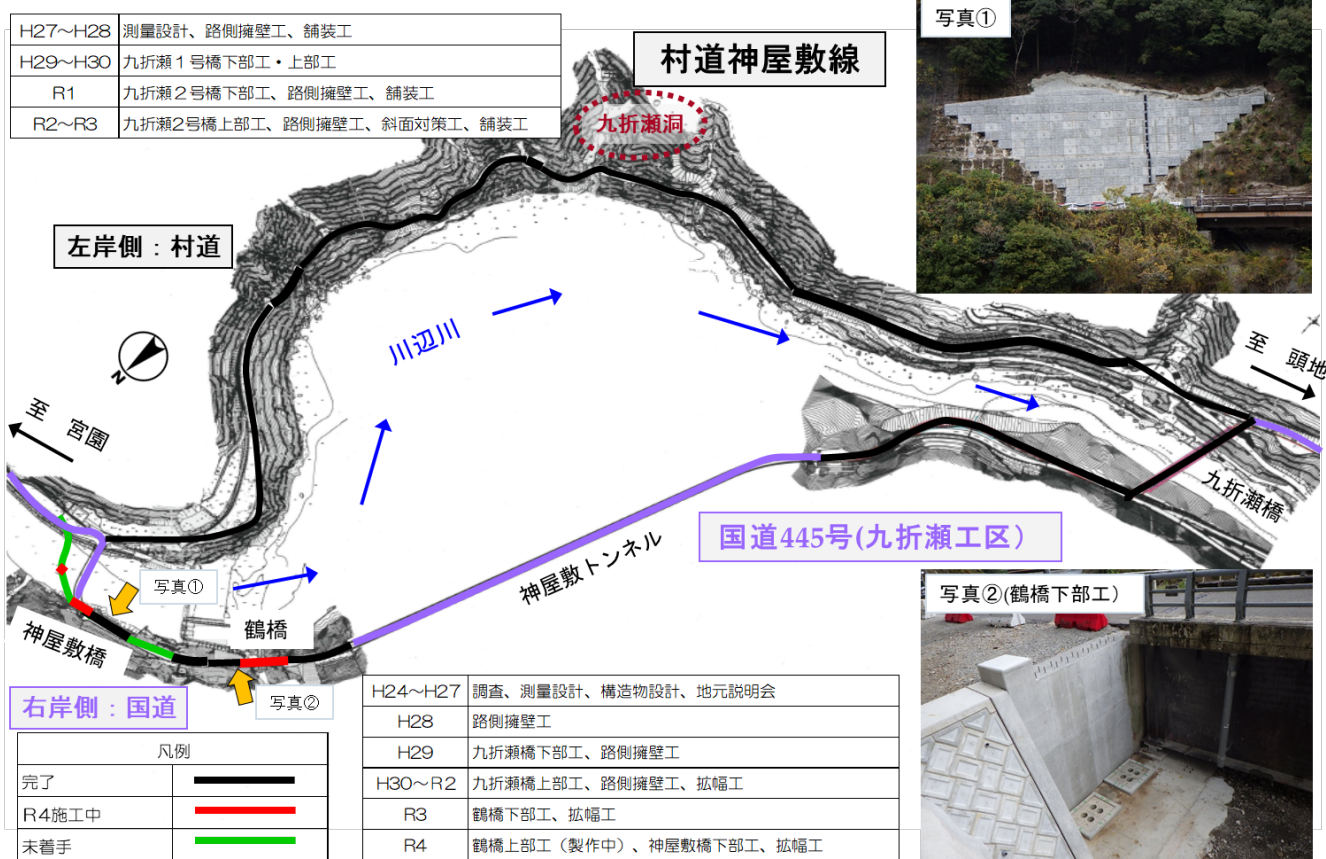 H27～H28 測量設計、路側擁壁工、舗装工
H29～H30 九折瀬1号橋下部工・上部工
R1 九折瀬2号橋下部工、路側擁壁工、舗装工
R2～R3 九折瀬2号橋上部工、路側擁壁工、斜面対策工、舗装工
村道神屋敷線
写真①
九折瀬洞
左岸側：村道
川辺川
N
至 頭地
至 宮園
九折瀬橋
国道445号(九折瀬工区）
神屋敷トンネル
写真①
鶴橋
神屋敷橋
写真②
右岸側：国道
写真②(鶴橋下部工）
凡例
完了
R4施工中
未着手
H24～H27 調査、測量設計、構造物設計、地元説明会
H28 路側擁壁工
H29 九折瀬橋下部工、路側擁壁工
H30～R2 九折瀬橋上部工、路側擁壁工、拡幅工
R3 鶴橋下部工、拡幅工
R4 鶴橋上部工（製作中）、神屋敷橋下部工、拡幅工